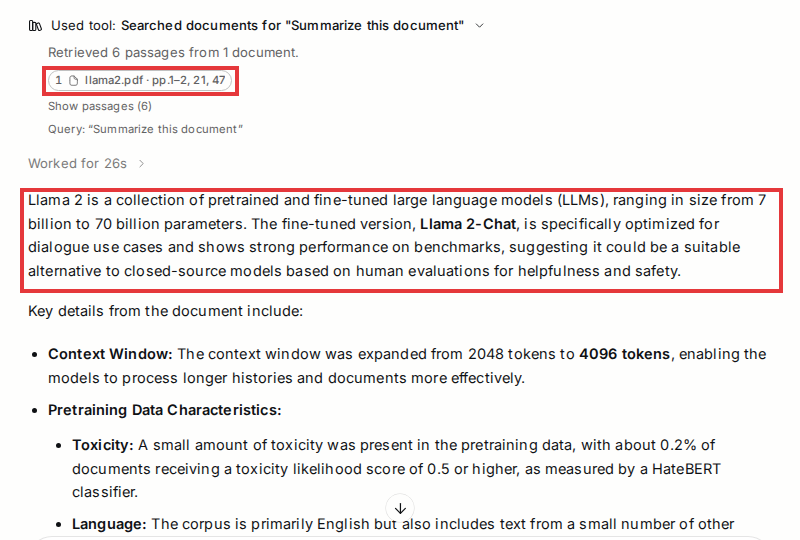 Used tool: Searched documents for "Summarize this document"
Retrieved 6 passages from 1 document.
1 llama2.pdf · pp.1–2, 21, 47
Show passages (6)
Query: “Summarize this document”
Worked for 26s
Llama 2 is a collection of pretrained and fine-tuned large language models (LLMs), ranging in size from 7
billion to 70 billion parameters. The fine-tuned version, Llama 2-Chat, is specifically optimized for
dialogue use cases and shows strong performance on benchmarks, suggesting it could be a suitable
alternative to closed-source models based on human evaluations for helpfulness and safety.
Key details from the document include:
• Context Window: The context window was expanded from 2048 tokens to 4096 tokens, enabling the
models to process longer histories and documents more effectively.
• Pretraining Data Characteristics:
• Toxicity: A small amount of toxicity was present in the pretraining data, with about 0.2% of
documents receiving a toxicity likelihood score of 0.5 or higher, as measured by a HateBERT
classifier.
• Language: The corpus is primarily English but also includes text from a small number of other